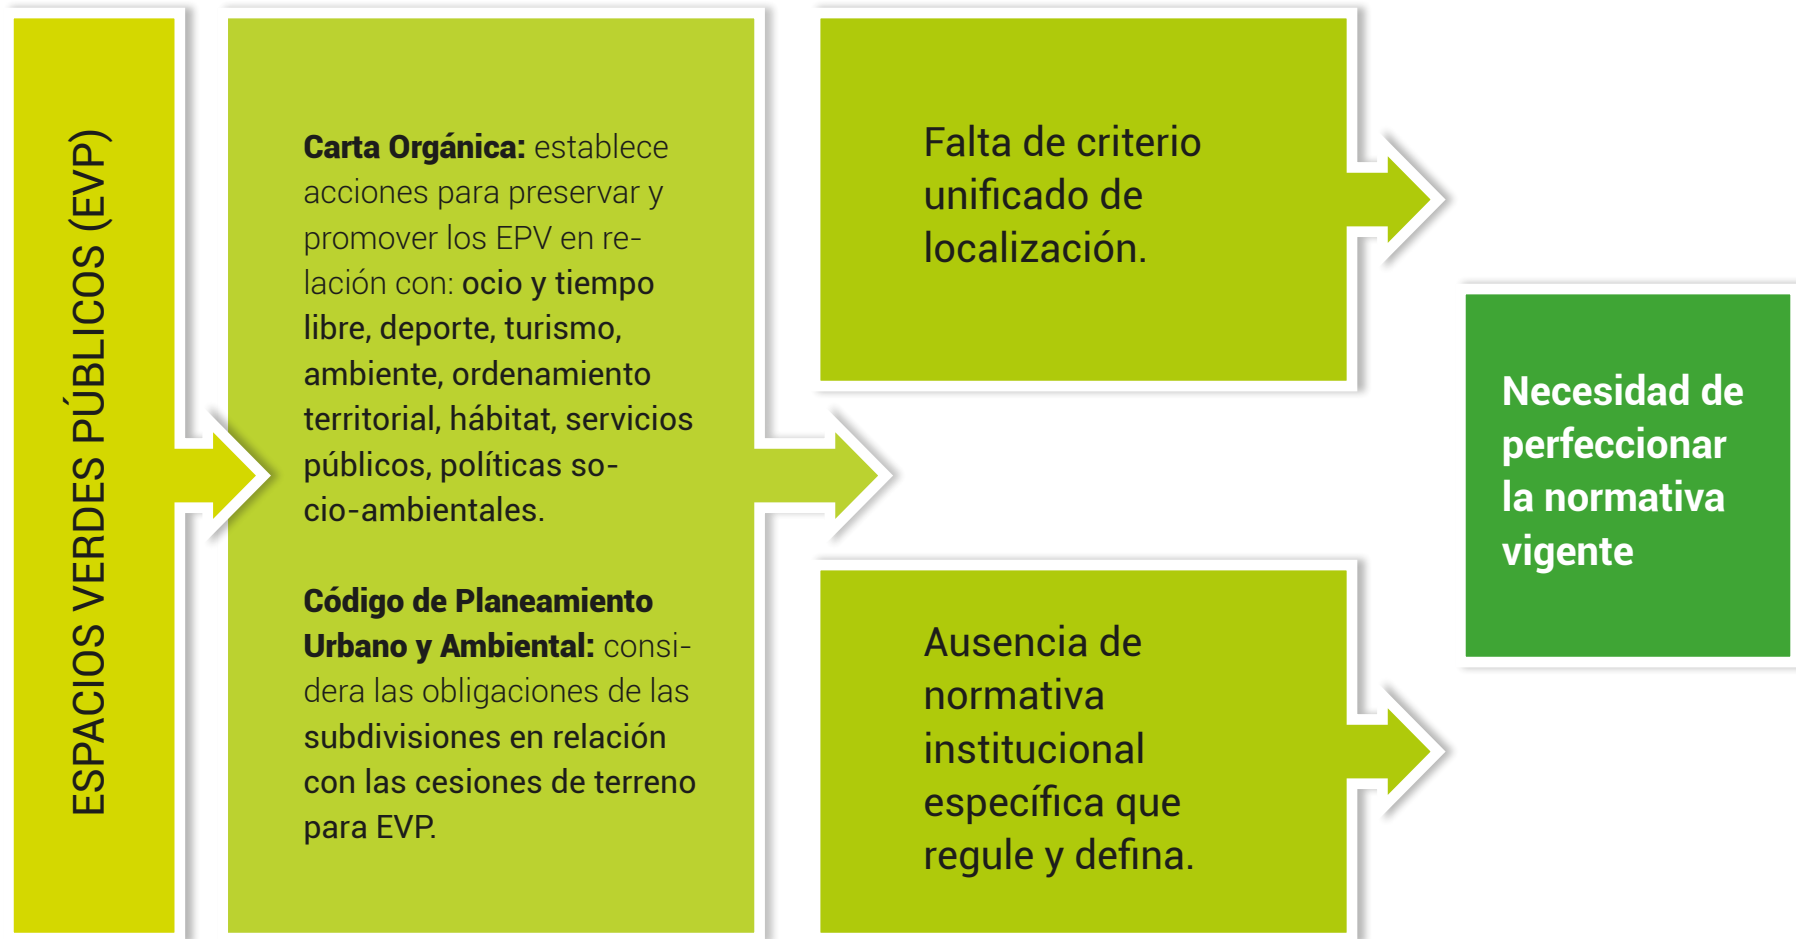 ESPACIOS VERDES PÚBLICOS (EVP)
Carta Orgánica: establece
acciones para preservar y
promover los EPV en re-
lación con: ocio y tiempo
libre, deporte, turismo,
ambiente, ordenamiento
territorial, hábitat, servicios
públicos, políticas so-
cio-ambientales.
Código de Planeamiento
Urbano y Ambiental: consi-
dera las obligaciones de las
subdivisiones en relación
con las cesiones de terreno
para EVP.
Falta de criterio
unificado de
localización.
Ausencia de
normativa
institucional
específica que
regule y defina.
Necesidad de
perfeccionar
la normativa
vigente